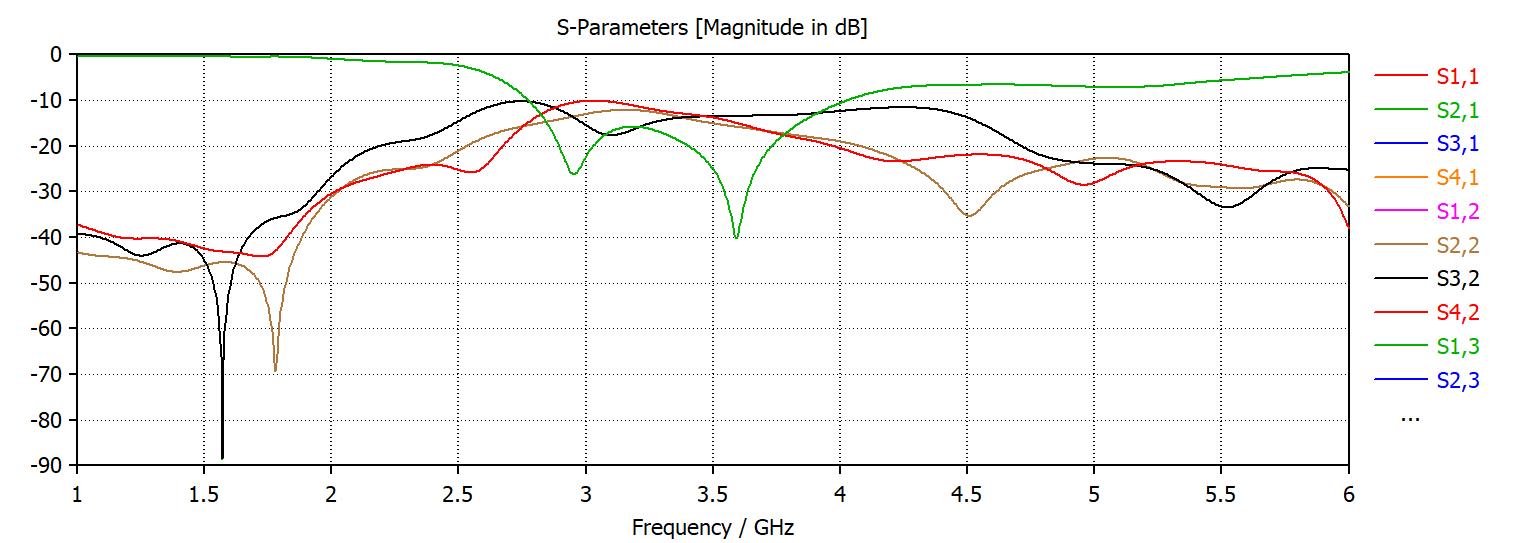 S-Parameters [Magnitude in dB]
0
-10
-20
-30
-40
-50
-60
-70
-80
-90
1 1.5 2 2.5 3 3.5 4 4.5 5 5.5 6
Frequency / GHz
S1,1
S2,1
S3,1
S4,1
S1,2
S2,2
S3,2
S4,2
S1,3
S2,3
...